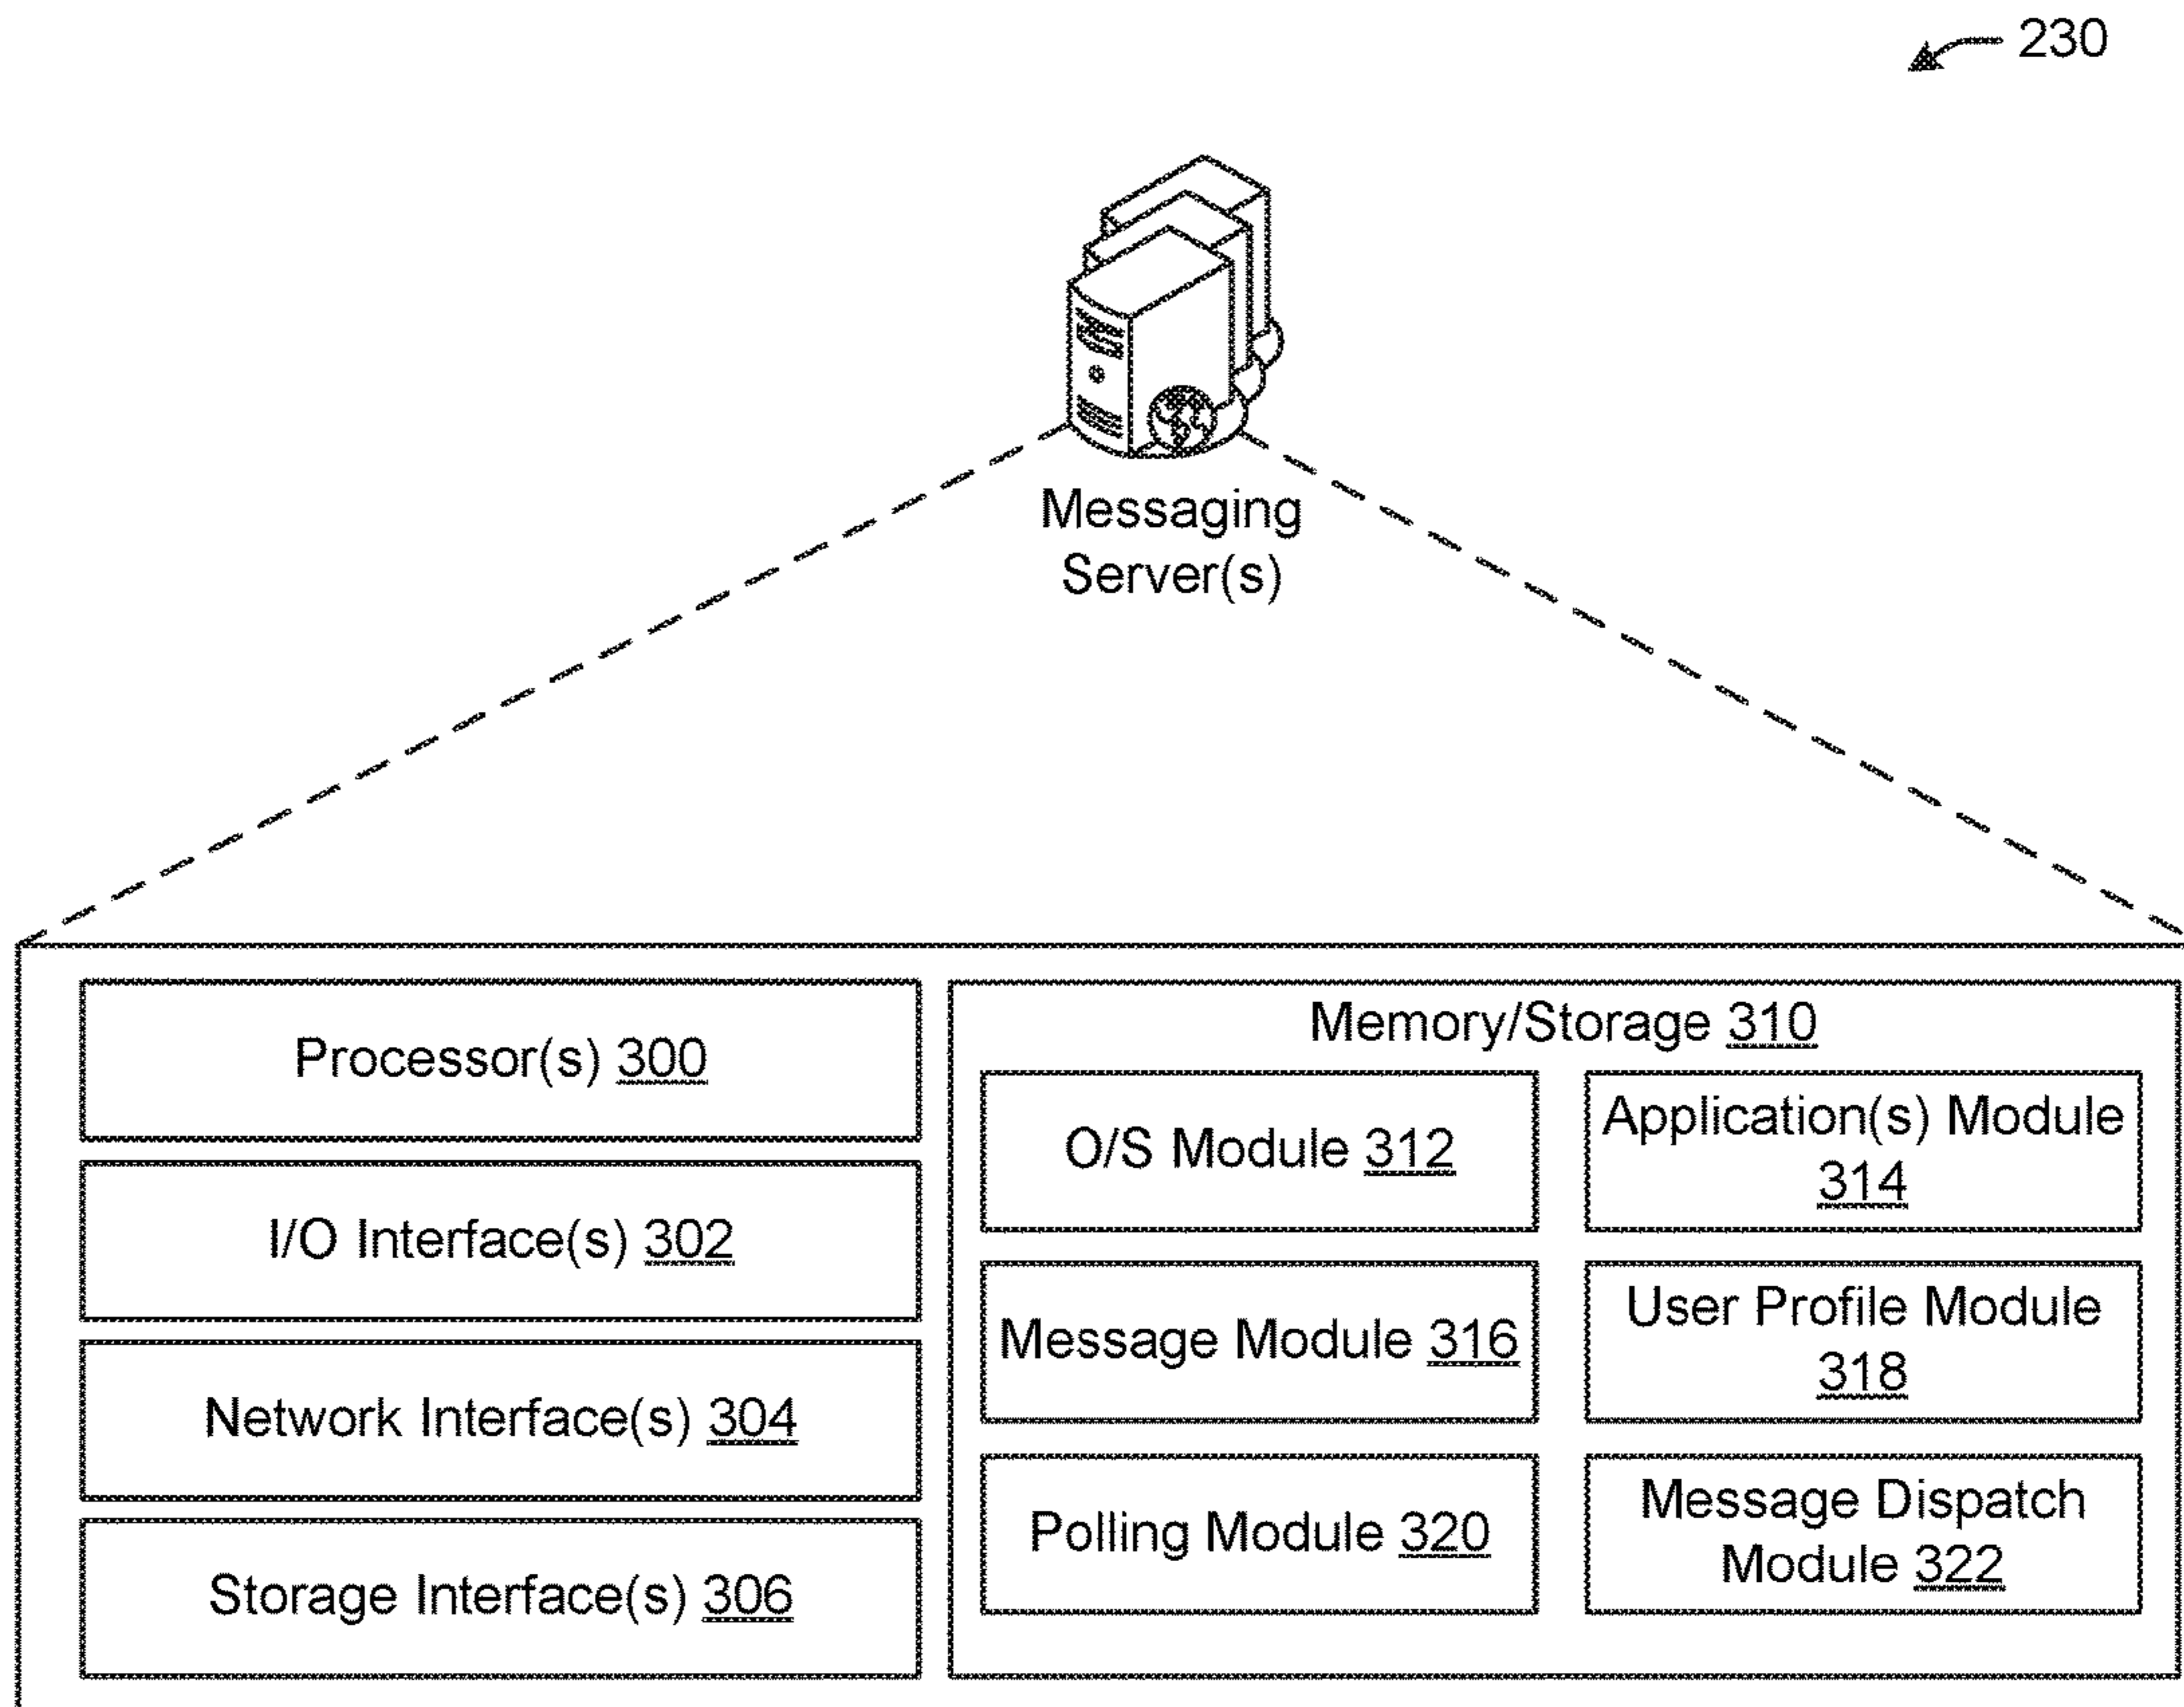 230
Messaging
Server(s)
Processor(s) 300
I/O Interface(s) 302
Network Interface(s) 304
Storage Interface(s) 306
Memory/Storage 310
O/S Module 312
Application(s) Module
314
Message Module 316
User Profile Module
318
Polling Module 320
Message Dispatch
Module 322